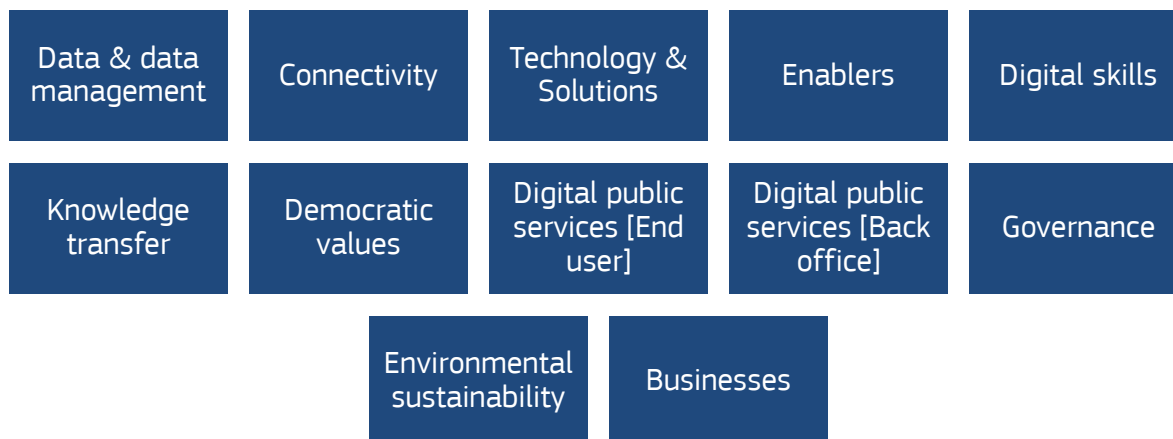 Data & data
management
Connectivity
Technology &
Solutions
Enablers
Digital skills
Knowledge
transfer
Democratic
values
Digital public
services [End
user]
Digital public
services [Back
office]
Governance
Environmental
sustainability
Businesses